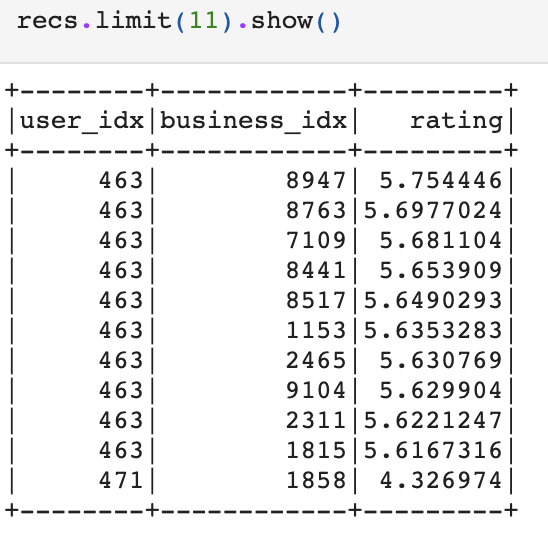 recs.limit(11).show()
+--------+------------+---------+
|user_idx|business_idx|   rating|
+--------+------------+---------+
|     463|        8947| 5.754446|
|     463|        8763|5.6977024|
|     463|        7109| 5.681104|
|     463|        8441| 5.653909|
|     463|        8517|5.6490293|
|     463|        1153|5.6353283|
|     463|        2465| 5.630769|
|     463|        9104| 5.629904|
|     463|        2311|5.6221247|
|     463|        1815|5.6167316|
|     471|        1858| 4.326974|
+--------+------------+---------+